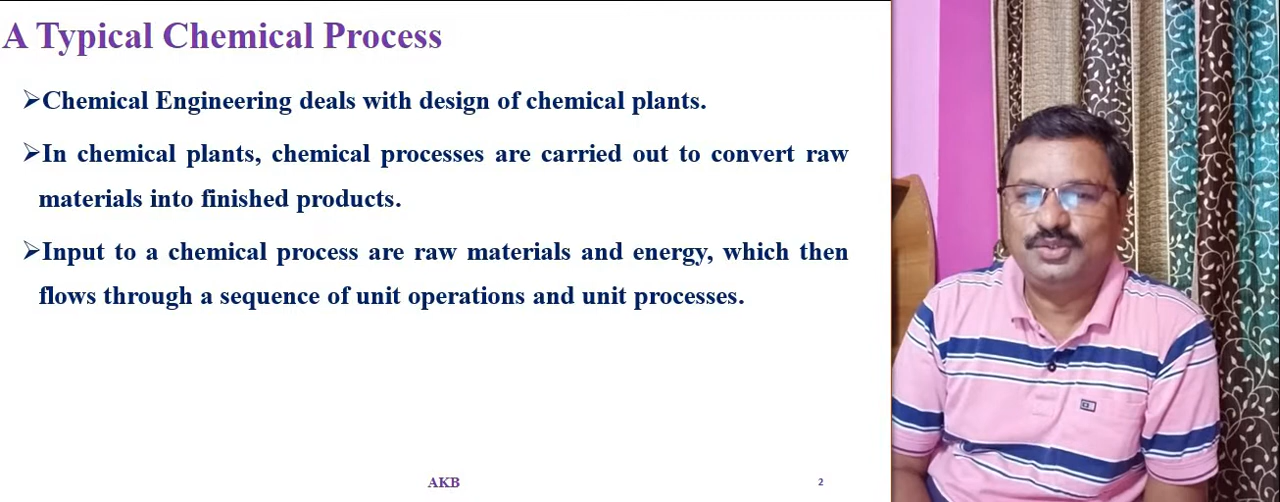 A Typical Chemical Process
➢Chemical Engineering deals with design of chemical plants.
➢In chemical plants, chemical processes are carried out to convert raw
materials into finished products.
➢Input to a chemical process are raw materials and energy, which then
flows through a sequence of unit operations and unit processes.
AKB
2